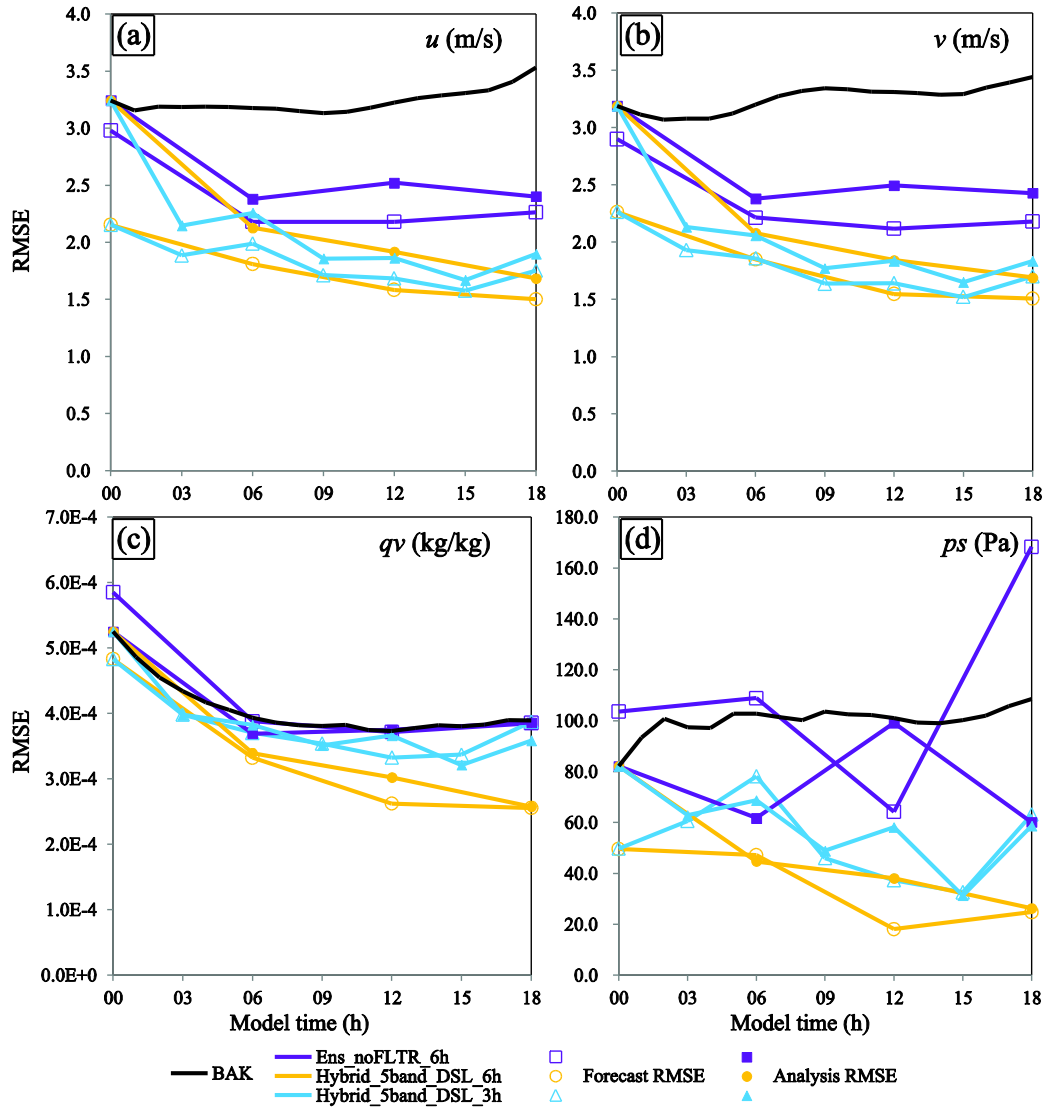 (a) u (m/s)
4.0
3.5
3.0
2.5
2.0
1.5
1.0
0.5
0.0
RMSE
00 03 06 09 12 15 18
(b) v (m/s)
4.0
3.5
3.0
2.5
2.0
1.5
1.0
0.5
0.0
00 03 06 09 12 15 18
(c) qv (kg/kg)
7.0E-4
6.0E-4
5.0E-4
4.0E-4
3.0E-4
2.0E-4
1.0E-4
0.0E+0
RMSE
00 03 06 09 12 15 18
Model time (h)
(d) ps (Pa)
180.0
160.0
140.0
120.0
100.0
80.0
60.0
40.0
20.0
0.0
00 03 06 09 12 15 18
Model time (h)
BAK
Ens_noFLTR_6h
Hybrid_5band_DSL_6h
Hybrid_5band_DSL_3h
Forecast RMSE
Analysis RMSE